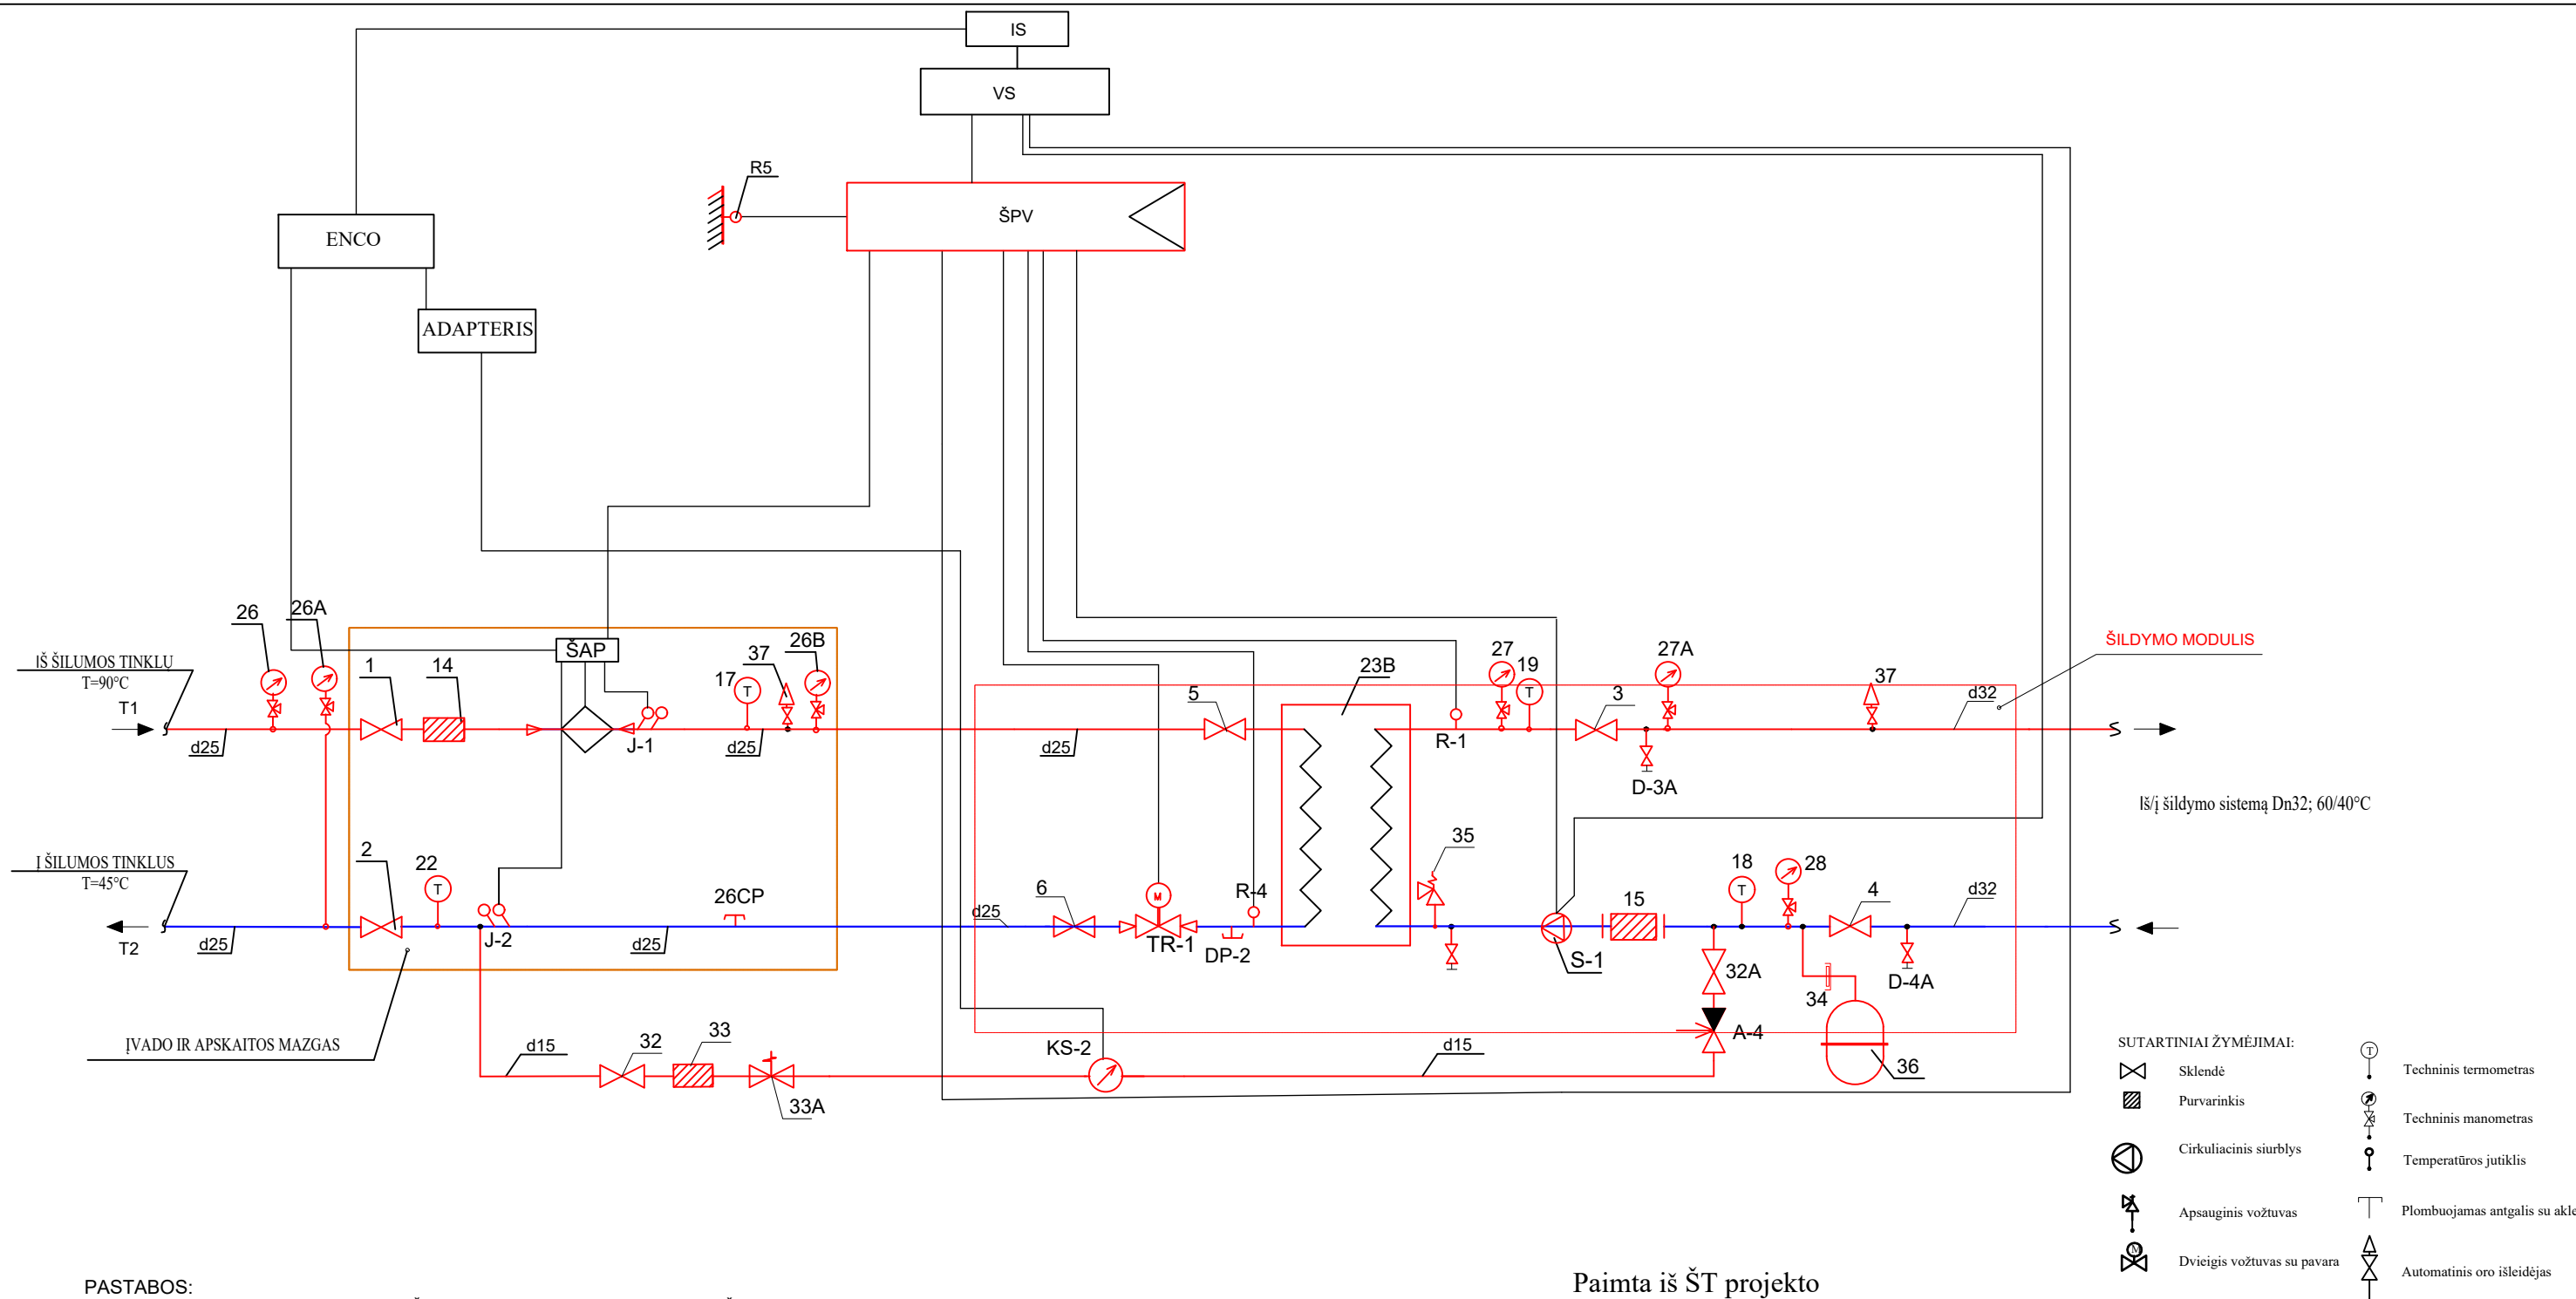 IS
VS
R5
ŠPV
ENCO
ADAPTERIS
26
26A
IŠ ŠILUMOS TINKLŲ
T=90°C
T1
d25
1
14
ŠAP
J-1
17
T
37
26B
d25
d25
5
23B
R-1
27
19
T
3
27A
D-3A
37
d32
ŠILDYMO MODULIS
Iš/į šildymo sistemą Dn32; 60/40°C
Į ŠILUMOS TINKLUS
T=45°C
T2
d25
2
22
T
J-2
d25
26CP
d25
6
M
TR-1
R-4
DP-2
35
S-1
15
18
T
28
4
d32
32A
34
D-4A
A-4
36
ĮVADO IR APSKAITOS MAZGAS
d15
32
33
33A
KS-2
d15
SUTARTINIAI ŽYMĖJIMAI:
Sklendė
Purvarinkis
Cirkuliacinis siurblys
Apsauginis vožtuvas
M
Dvieigis vožtuvas su pavara
T
Techninis termometras
Techninis manometras
Temperatūros jutiklis
Plombuojamas antgalis su akle
Automatinis oro išleidėjas
PASTABOS:
Paimta iš ŠT projekto